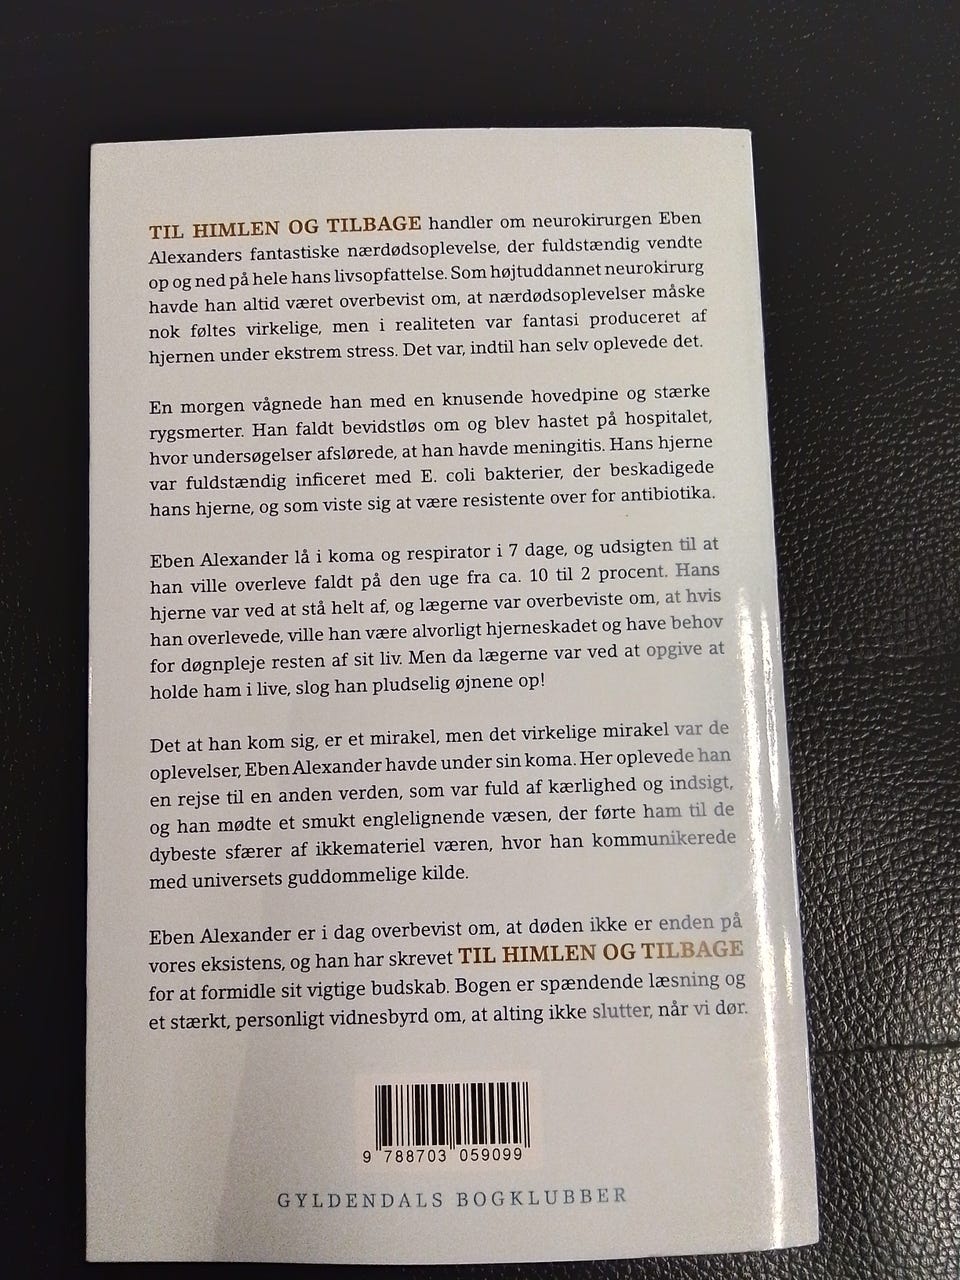 TIL HIMLEN OG TILBAGE handler om neurokirurgen Eben
Alexanders fantastiske nærdødsoplevelse, der fuldstændig vendte
op og ned på hele hans livsopfattelse. Som højtuddannet neurokirurg
havde han altid været overbevist om, at nærdødsoplevelser måske
nok føltes virkelige, men i realiteten var fantasi produceret af
hjernen under ekstrem stress. Det var, indtil han selv oplevede det.
En morgen vågnede han med en knusende hovedpine og stærke
rygsmerter. Han faldt bevidstløs om og blev hastet på hospitalet,
hvor undersøgelser afslørede, at han havde meningitis. Hans hjerne
var fuldstændig inficeret med E. coli bakterier, der beskadigede
hans hjerne, og som viste sig at være resistente over for antibiotika.
Eben Alexander lå i koma og respirator i 7 dage, og udsigten til at
han ville overleve faldt på den uge fra ca. 10 til 2 procent. Hans
hjerne var ved at stå helt af, og lægerne var overbeviste om, at hvis
han overlevede, ville han være alvorligt hjerneskadet og have behov
for døgnpleje resten af sit liv. Men da lægerne var ved at opgive at
holde ham i live, slog han pludselig øjnene op!
Det at han kom sig, er et mirakel, men det virkelige mirakel var de
oplevelser, Eben Alexander havde under sin koma. Her oplevede han
en rejse til en anden verden, som var fuld af kærlighed og indsigt,
og han mødte et smukt englelignende væsen, der førte ham til de
dybeste sfærer af ikkemateriel væren, hvor han kommunikerede
med universets guddommelige kilde.
Eben Alexander er i dag overbevist om, at døden ikke er enden på
vores eksistens, og han har skrevet TIL HIMLEN OG TILBAGE
for at formidle sit vigtige budskab. Bogen er spændende læsning og
et stærkt, personligt vidnesbyrd om, at alting ikke slutter, når vi dør.
9 788703 059099
GYLDENDALS BOGKLUBBER